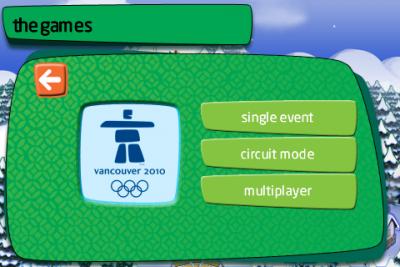 the games
single event
circuit mode
vancouver 2010
multiplayer